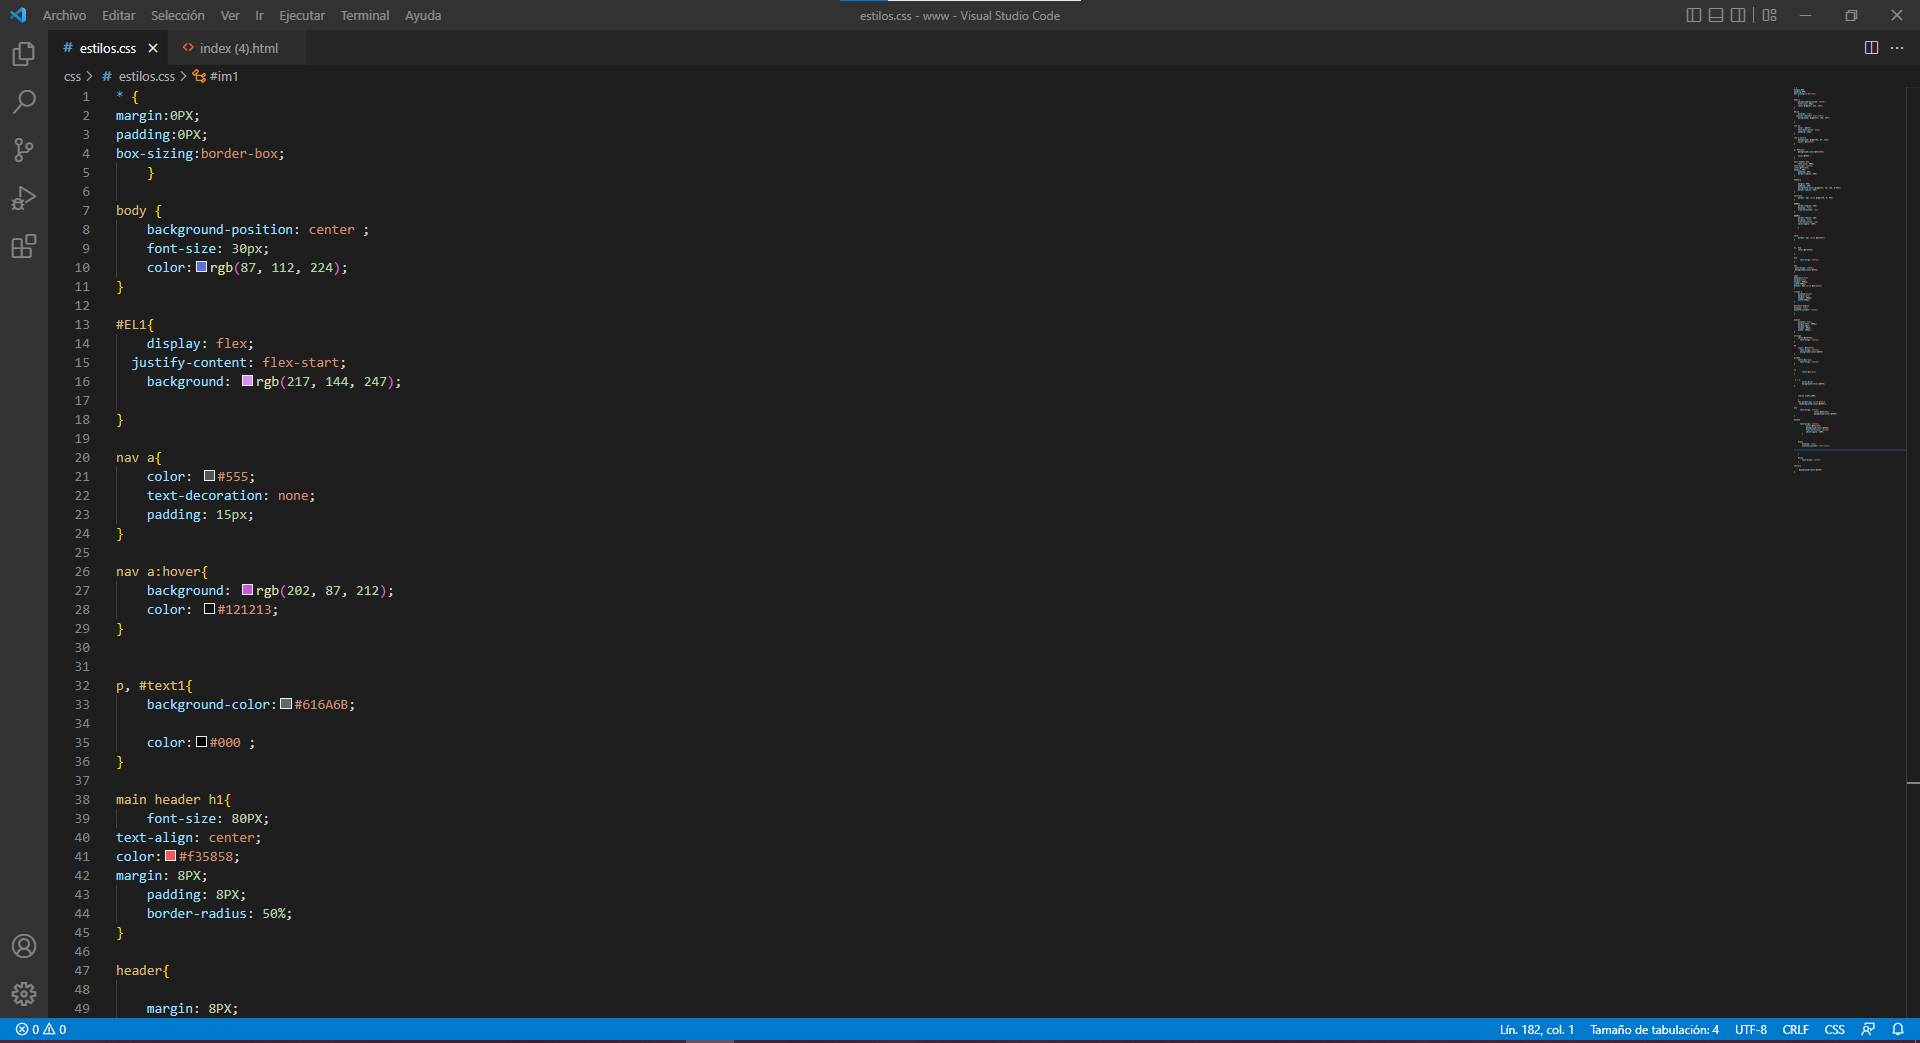 Archivo Editar Selección Ver Ir Ejecutar Terminal Ayuda
estilos.css - www - Visual Studio Code
# estilos.css
<> index (4).html
css > # estilos.css > #im1
1 * {
2 margin:0PX;
3 padding:0PX;
4 box-sizing:border-box;
5     }
6
7 body {
8     background-position: center ;
9     font-size: 30px;
10     color:rgb(87, 112, 224);
11 }
12
13 #EL1{
14     display: flex;
15   justify-content: flex-start;
16     background: rgb(217, 144, 247);
17
18 }
19
20 nav a{
21     color: #555;
22     text-decoration: none;
23     padding: 15px;
24 }
25
26 nav a:hover{
27     background: rgb(202, 87, 212);
28     color: #121213;
29 }
30
31
32 p, #text1{
33     background-color:#616A6B;
34
35     color:#000 ;
36 }
37
38 main header h1{
39     font-size: 80PX;
40 text-align: center;
41 color:#f35858;
42 margin: 8PX;
43     padding: 8PX;
44     border-radius: 50%;
45 }
46
47 header{
48
49     margin: 8PX;
0 0
Lín. 182, col. 1 Tamaño de tabulación: 4 UTF-8 CRLF CSS